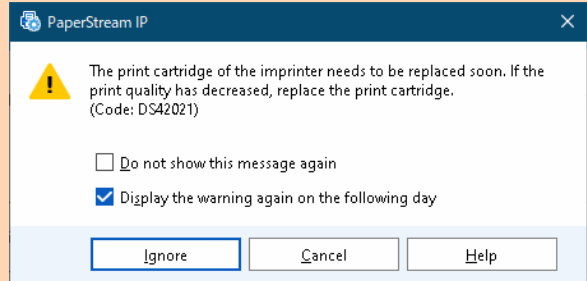 PaperStream IP
The print cartridge of the imprinter needs to be replaced soon. If the
print quality has decreased, replace the print cartridge.
(Code: DS42021)
Do not show this message again
Display the warning again on the following day
Ignore
Cancel
Help